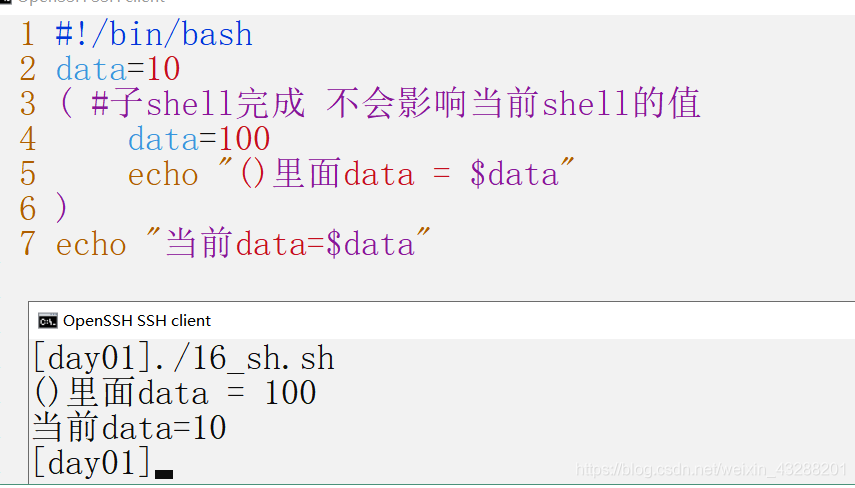 OpenSSH SSH client
1 #!/bin/bash
2 data=10
3 ( #子shell完成 不会影响当前shell的值
4     data=100
5     echo "()里面data = $data"
6 )
7 echo "当前data=$data"
OpenSSH SSH client
[day01]./16_sh.sh
()里面data = 100
当前data=10
[day01]
https://blog.csdn.net/weixin_43288201